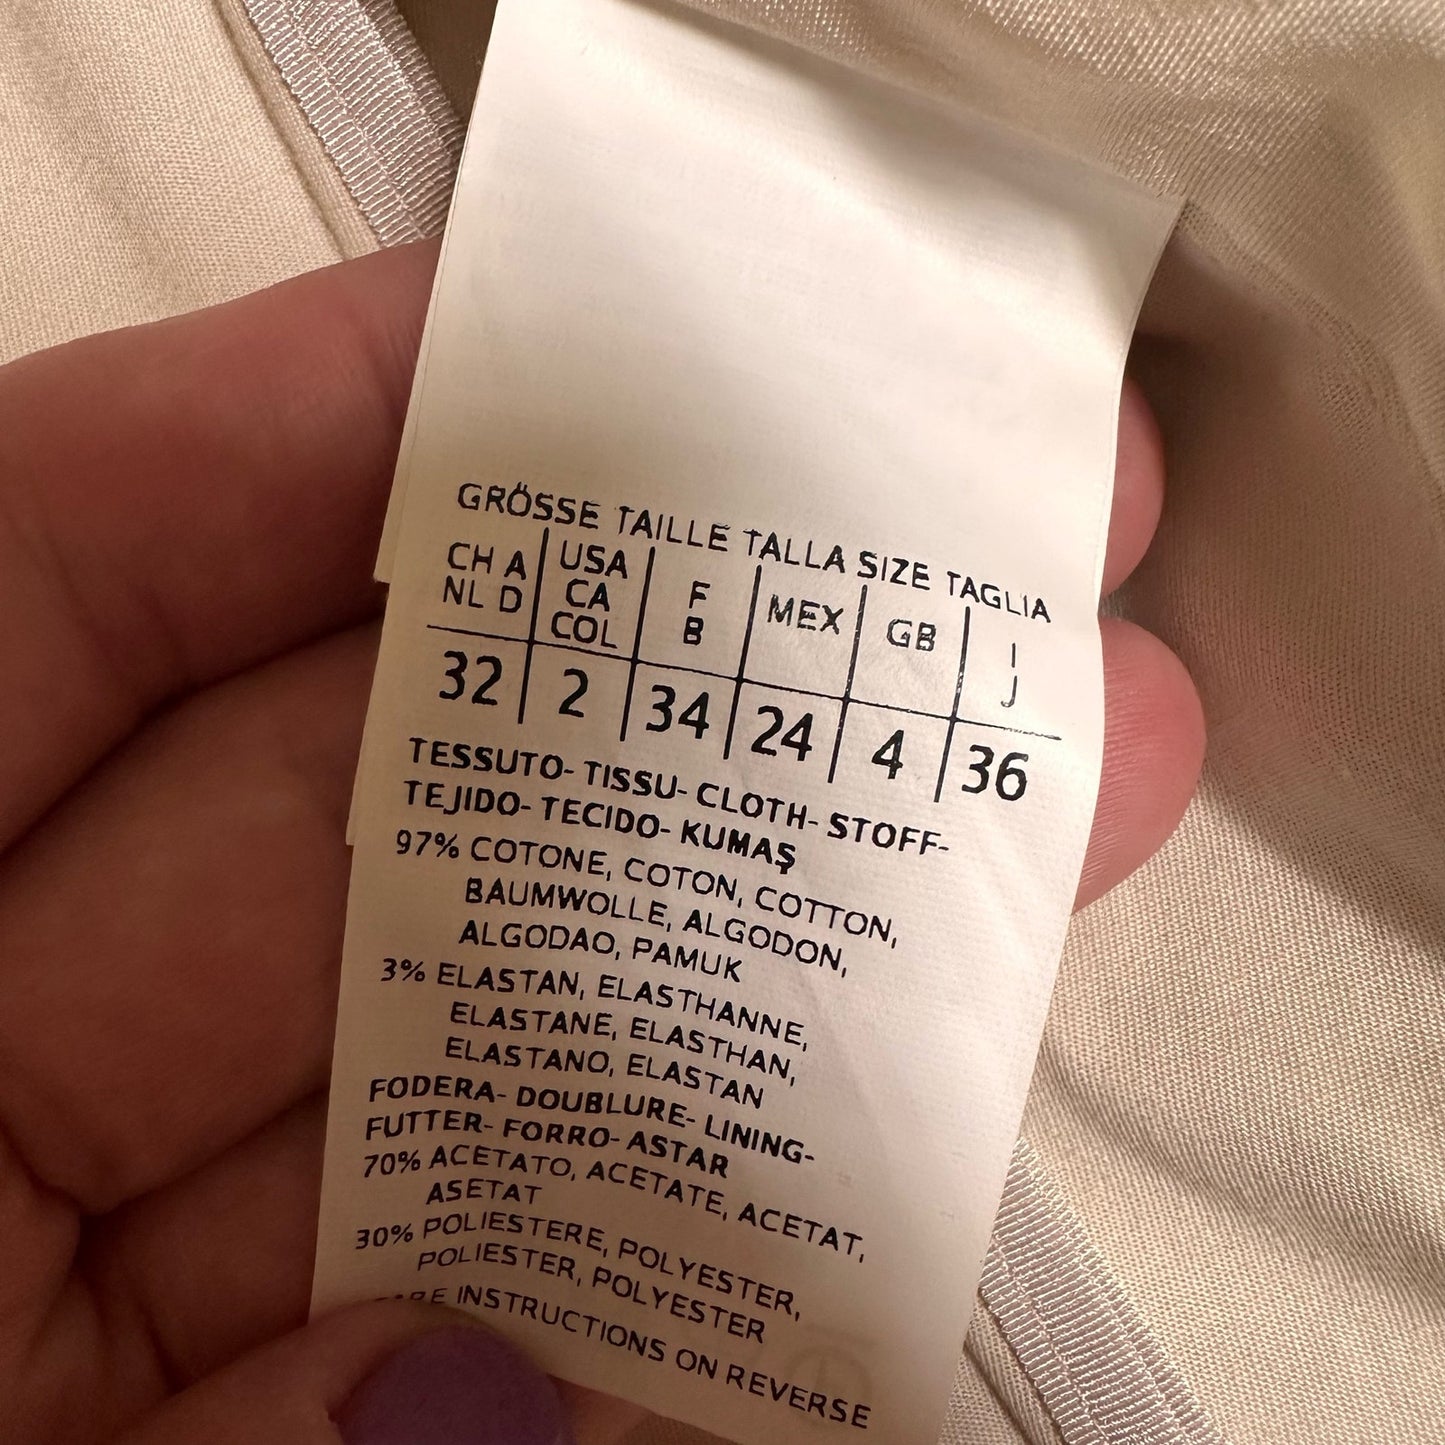 GRÖSSE TAILLE TALLA SIZE TAGLIA
CH A USA F MEX GB I
NL D CA B J
COL
32 2 34 24 4 36
TESSUTO- TISSU- CLOTH- STOFF-
TEJIDO- TECIDO- KUMAŞ
97% COTONE, COTON, COTTON,
BAUMWOLLE, ALGODON,
ALGODAO, PAMUK
3% ELASTAN, ELASTHANNE,
ELASTANE, ELASTHAN,
ELASTANO, ELASTAN
FODERA- DOUBLURE- LINING-
FUTTER- FORRO- ASTAR
70% ACETATO, ACETATE, ACETAT,
ASETAT
30% POLIESTERE, POLYESTER,
POLIESTER, POLYESTER
CARE INSTRUCTIONS ON REVERSE